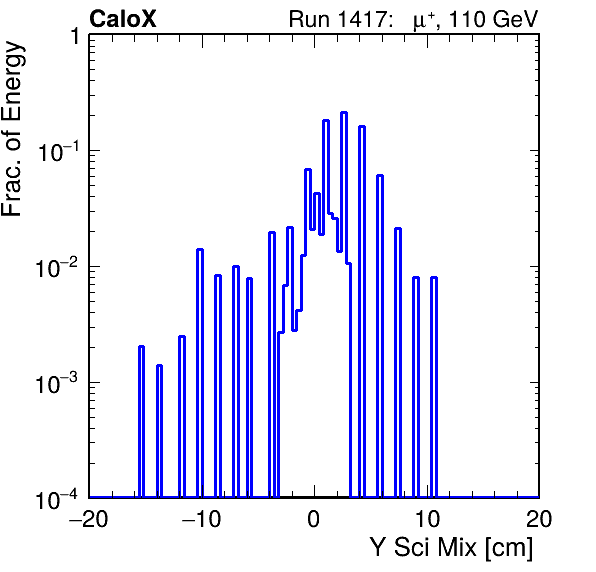 CaloX Run 1417: μ⁺, 110 GeV
Frac. of Energy
1
10⁻¹
10⁻²
10⁻³
10⁻⁴
−20 −10 0 10 20
Y Sci Mix [cm]